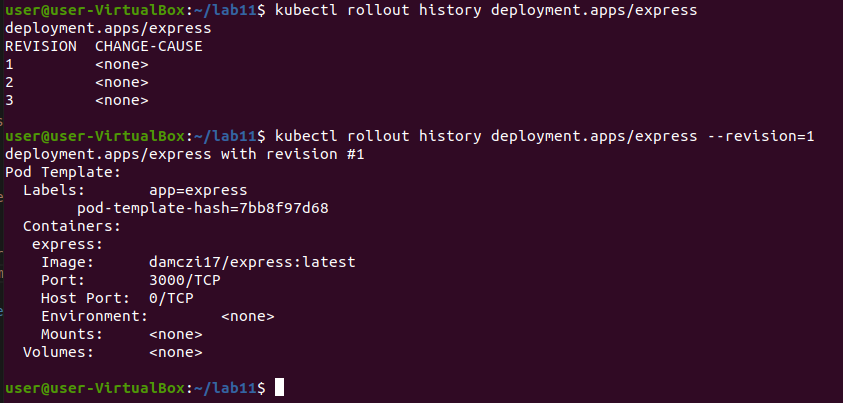 user@user-VirtualBox:~/lab11$ kubectl rollout history deployment.apps/express
deployment.apps/express
REVISION  CHANGE-CAUSE
1         <none>
2         <none>
3         <none>

user@user-VirtualBox:~/lab11$ kubectl rollout history deployment.apps/express --revision=1
deployment.apps/express with revision #1
Pod Template:
  Labels:       app=express
        pod-template-hash=7bb8f97d68
  Containers:
   express:
    Image:      damczi17/express:latest
    Port:       3000/TCP
    Host Port:  0/TCP
    Environment:        <none>
    Mounts:     <none>
  Volumes:      <none>

user@user-VirtualBox:~/lab11$